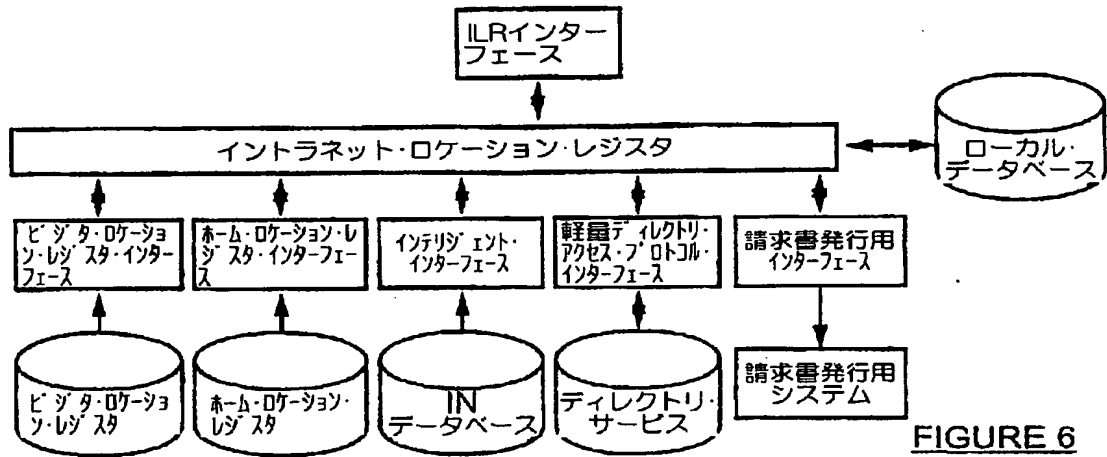 ILRインター
フェース
イントラネット・ロケーション・レジスタ
ローカル・
データベース
ビジタ・ロケーショ
ン・レジスタ・インター
フェース
ホーム・ロケーション・レ
ジスタ・インターフェー
ス
インテリジェント・
インターフェース
軽量ディレクトリ・
アクセス・プロトコル・
インターフェース
請求書発行用
インターフェース
ビジタ・ロケーショ
ン・レジスタ
ホーム・ロケーション・
レジスタ
IN
データベース
ディレクトリ・
サービス
請求書発行用
システム
FIGURE 6